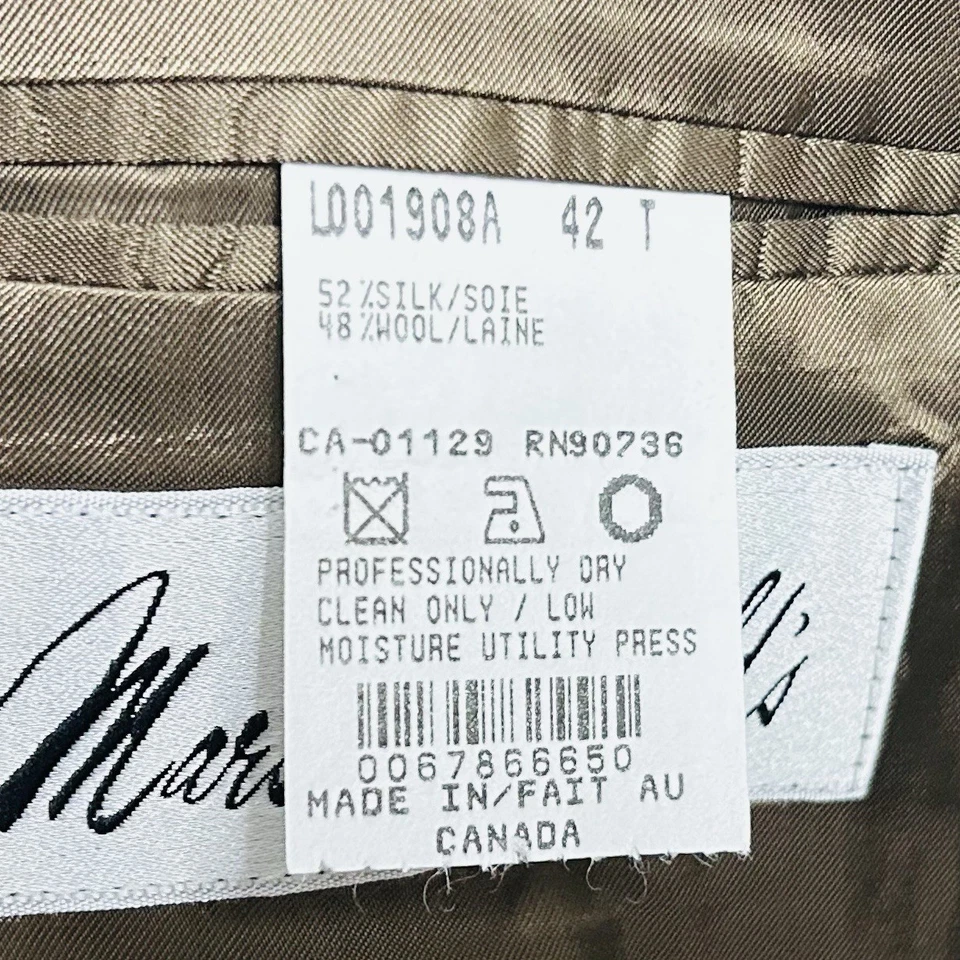 L001908A 42 T
52%SILK/SOIE
48%WOOL/LAINE
CA-01129 RN90736
PROFESSIONALLY DRY
CLEAN ONLY / LOW
MOISTURE UTILITY PRESS
0067866650
MADE IN/FAIT AU
CANADA